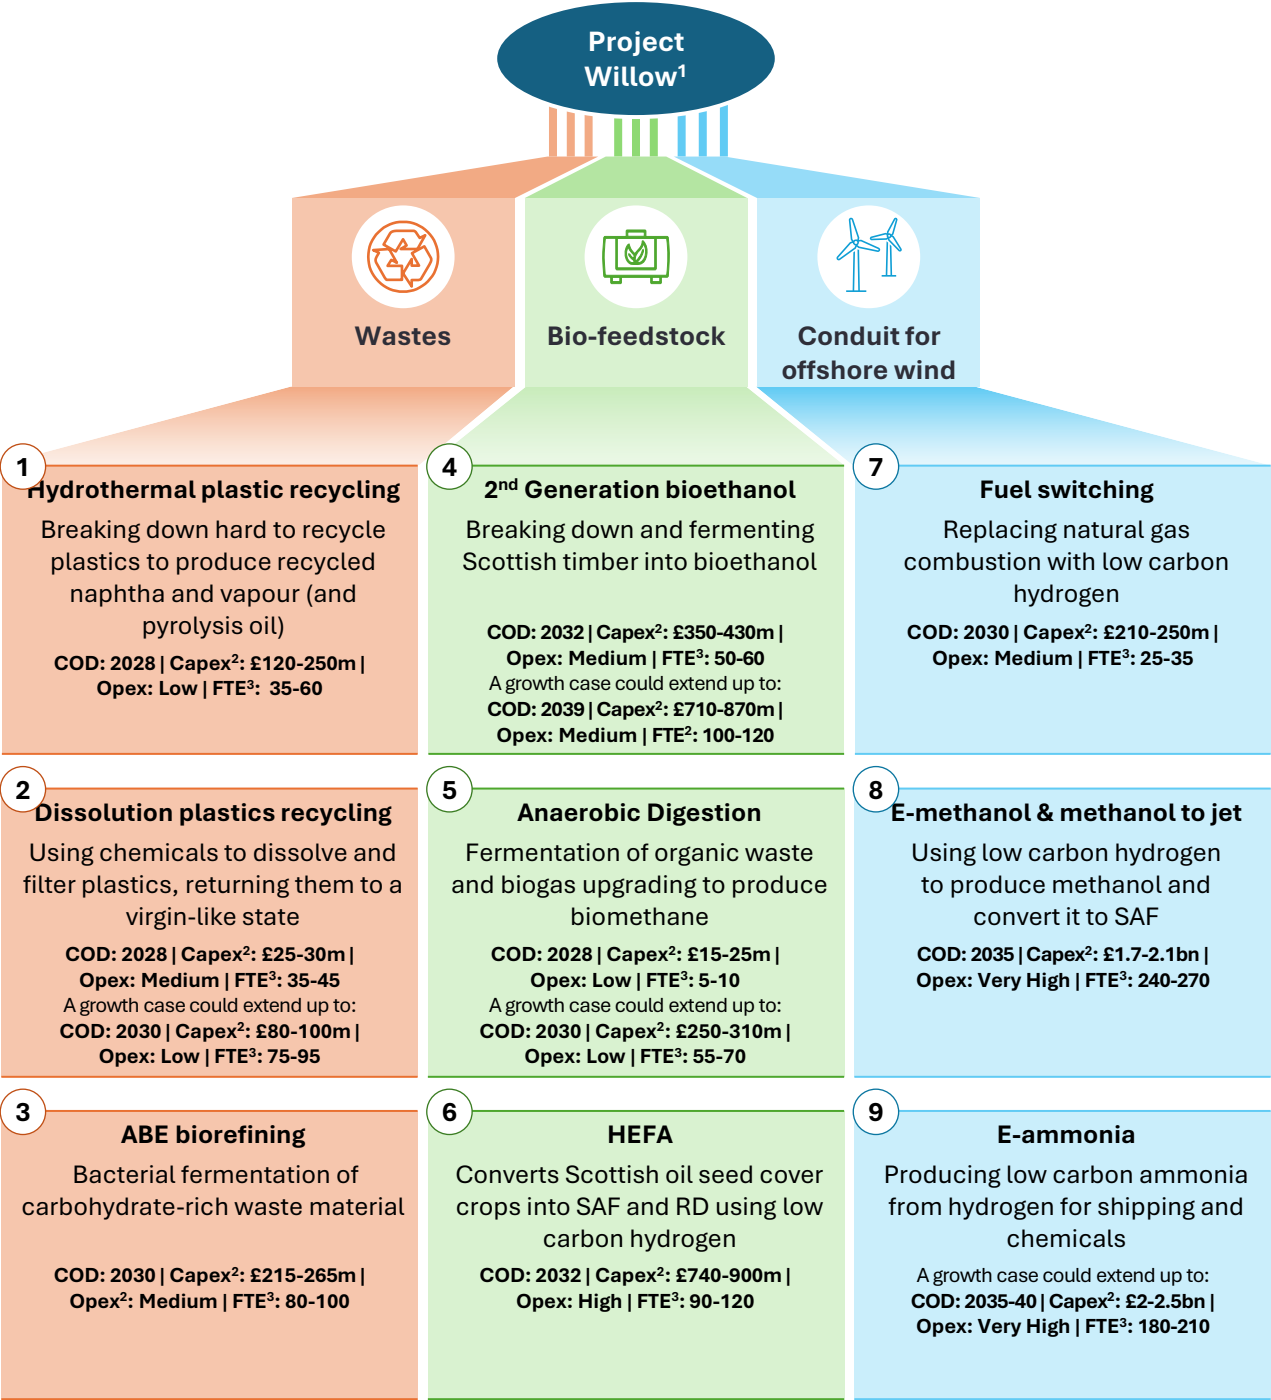 Project
Willow¹
Wastes
Bio-feedstock
Conduit for
offshore wind
1
Hydrothermal plastic recycling
Breaking down hard to recycle
plastics to produce recycled
naphtha and vapour (and
pyrolysis oil)
COD: 2028 | Capex²: £120-250m |
Opex: Low | FTE³: 35-60
2
Dissolution plastics recycling
Using chemicals to dissolve and
filter plastics, returning them to a
virgin-like state
COD: 2028 | Capex²: £25-30m |
Opex: Medium | FTE³: 35-45
A growth case could extend up to:
COD: 2030 | Capex²: £80-100m |
Opex: Low | FTE³: 75-95
3
ABE biorefining
Bacterial fermentation of
carbohydrate-rich waste material
COD: 2030 | Capex²: £215-265m |
Opex²: Medium | FTE³: 80-100
4
2nd Generation bioethanol
Breaking down and fermenting
Scottish timber into bioethanol
COD: 2032 | Capex²: £350-430m |
Opex: Medium | FTE³: 50-60
A growth case could extend up to:
COD: 2039 | Capex²: £710-870m |
Opex: Medium | FTE²: 100-120
5
Anaerobic Digestion
Fermentation of organic waste
and biogas upgrading to produce
biomethane
COD: 2028 | Capex²: £15-25m |
Opex: Low | FTE³: 5-10
A growth case could extend up to:
COD: 2030 | Capex²: £250-310m |
Opex: Low | FTE³: 55-70
6
HEFA
Converts Scottish oil seed cover
crops into SAF and RD using low
carbon hydrogen
COD: 2032 | Capex²: £740-900m |
Opex: High | FTE³: 90-120
7
Fuel switching
Replacing natural gas
combustion with low carbon
hydrogen
COD: 2030 | Capex²: £210-250m |
Opex: Medium | FTE³: 25-35
8
E-methanol & methanol to jet
Using low carbon hydrogen
to produce methanol and
convert it to SAF
COD: 2035 | Capex²: £1.7-2.1bn |
Opex: Very High | FTE³: 240-270
9
E-ammonia
Producing low carbon ammonia
from hydrogen for shipping and
chemicals
A growth case could extend up to:
COD: 2035-40 | Capex²: £2-2.5bn |
Opex: Very High | FTE³: 180-210